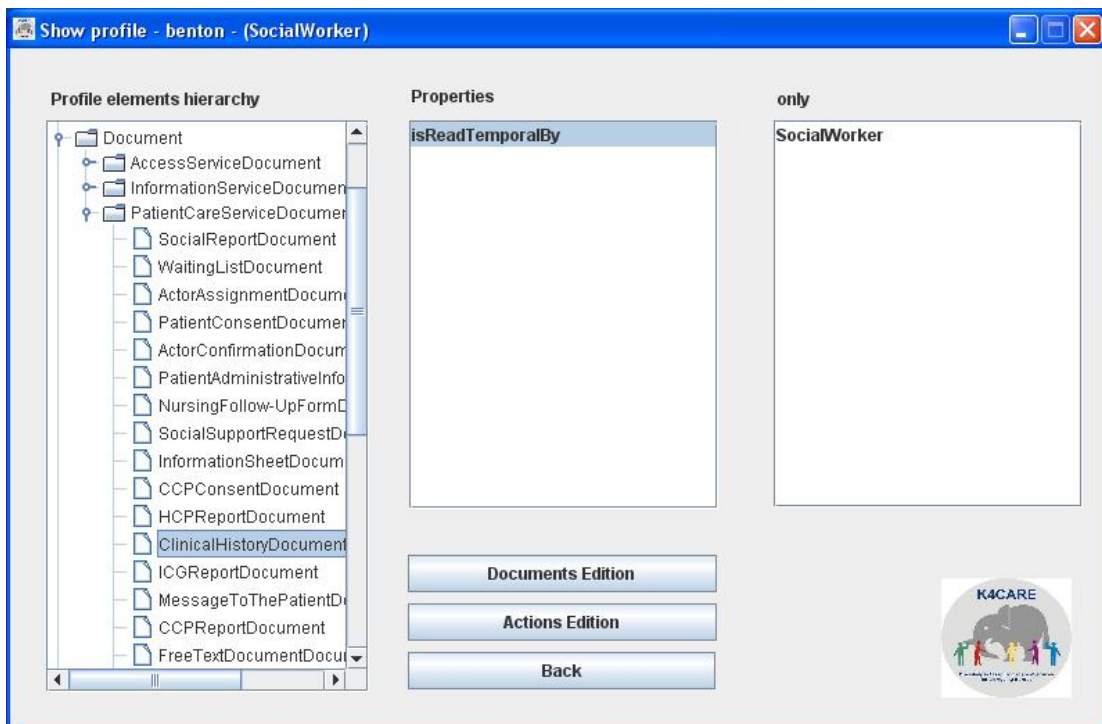 Show profile - benton - (SocialWorker)
Profile elements hierarchy
Document
AccessServiceDocument
InformationServiceDocumen
PatientCareServiceDocumer
SocialReportDocument
WaitingListDocument
ActorAssignmentDocum
PatientConsentDocumer
ActorConfirmationDocum
PatientAdministrativeInfo
NursingFollow-UpFormD
SocialSupportRequestD
InformationSheetDocum
CCPConsentDocument
HCPReportDocument
ClinicalHistoryDocument
ICGReportDocument
MessageToThePatientD
CCPReportDocument
FreeTextDocumentDocu
Properties
isReadTemporalBy
only
SocialWorker
Documents Edition
Actions Edition
Back
K4CARE